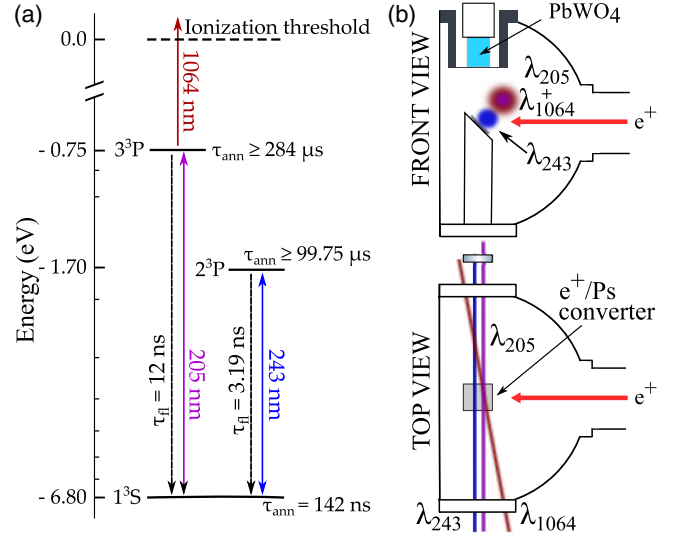 (a)
Ionization threshold
0.0
1064 nm
3³P
τann ≥ 284 μs
- 0.75
τann ≥ 99.75 μs
2³P
- 1.70
Energy (eV)
τfl = 12 ns
205 nm
τfl = 3.19 ns
243 nm
- 6.80
1³S
τann = 142 ns
(b)
PbWO4
FRONT VIEW
λ205
+
λ1064
e+
λ243
TOP VIEW
e+/Ps
converter
λ205
e+
λ243
λ1064